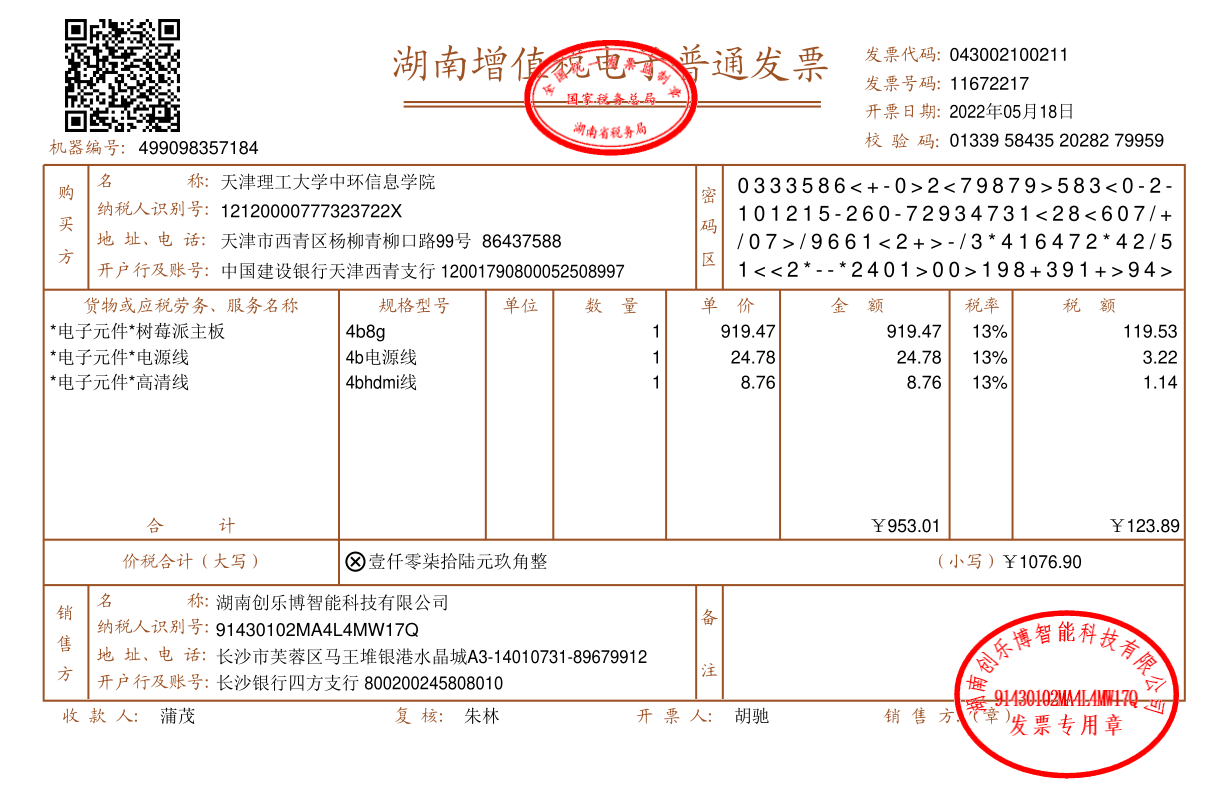 湖南增值税电子普通发票
全国统一发票监制章
国家税务总局
湖南省税务局
发票代码: 043002100211
发票号码: 11672217
开票日期: 2022年05月18日
校 验 码: 01339 58435 20282 79959
机器编号: 499098357184
购买方
名 称: 天津理工大学中环信息学院
纳税人识别号: 12120000777323722X
地 址、电 话: 天津市西青区杨柳青柳口路99号 86437588
开户行及账号: 中国建设银行天津西青支行 12001790800052508997
密码区
0333586<+-0>2<79879>583<0-2-
101215-260-72934731<28<607/+
/07>/9661<2+>-/3*416472*42/5
1<<2*--*2401>00>198+391+>94>
货物或应税劳务、服务名称 规格型号 单位 数 量 单 价 金 额 税率 税 额
*电子元件*树莓派主板 4b8g 1 919.47 919.47 13% 119.53
*电子元件*电源线 4b电源线 1 24.78 24.78 13% 3.22
*电子元件*高清线 4bhdmi线 1 8.76 8.76 13% 1.14
合 计 ￥953.01 ￥123.89
价税合计（大写） ⊗壹仟零柒拾陆元玖角整 （小写）￥1076.90
销售方
名 称: 湖南创乐博智能科技有限公司
纳税人识别号: 91430102MA4L4MW17Q
地 址、电 话: 长沙市芙蓉区马王堆银港水晶城A3-14010731-89679912
开户行及账号: 长沙银行四方支行 800200245808010
备注
收 款 人: 蒲茂 复 核: 朱林 开 票 人: 胡驰 销 售 方:（章）
湖南创乐博智能科技有限公司
91430102MA4L4MW17Q
发票专用章